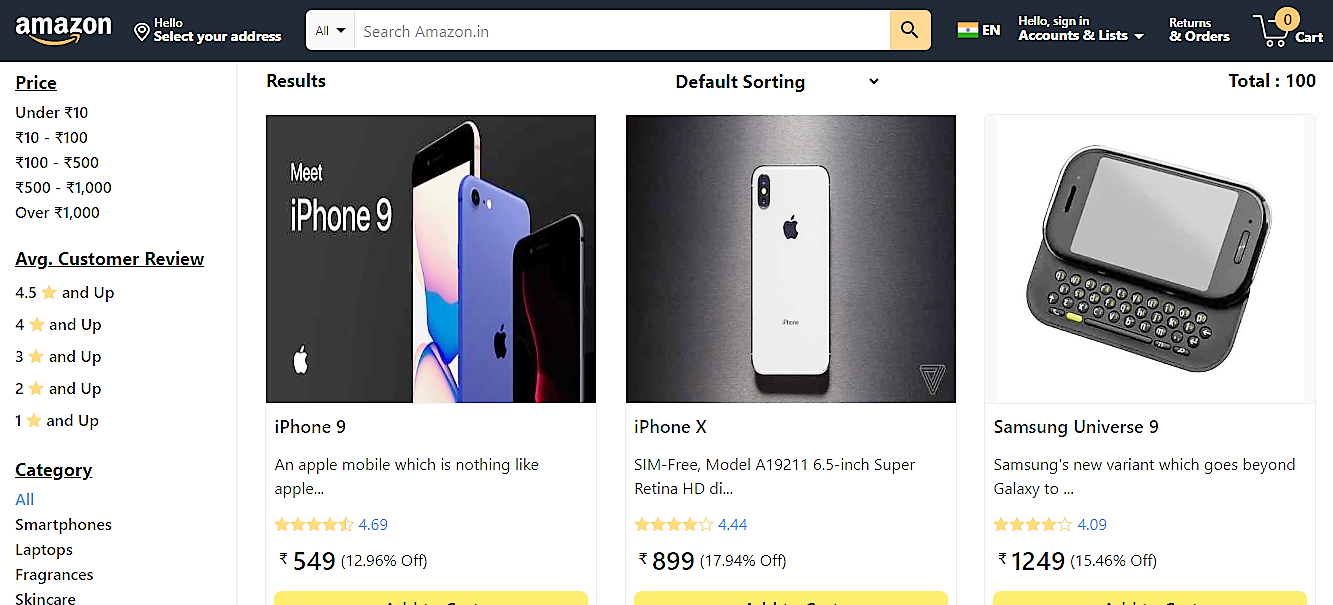 amazon
Hello
Select your address
All
Search Amazon.in
EN
Hello, sign in
Accounts & Lists
Returns
& Orders
0
Cart
Price
Under ₹10
₹10 - ₹100
₹100 - ₹500
₹500 - ₹1,000
Over ₹1,000
Avg. Customer Review
4.5 ⭐ and Up
4 ⭐ and Up
3 ⭐ and Up
2 ⭐ and Up
1 ⭐ and Up
Category
All
Smartphones
Laptops
Fragrances
Skincare
Results
Default Sorting
Total : 100
Meet
iPhone 9
iPhone 9
An apple mobile which is nothing like
apple...
4.69
₹ 549 (12.96% Off)
iPhone
iPhone X
SIM-Free, Model A19211 6.5-inch Super
Retina HD di...
4.44
₹ 899 (17.94% Off)
Samsung Universe 9
Samsung's new variant which goes beyond
Galaxy to ...
4.09
₹ 1249 (15.46% Off)